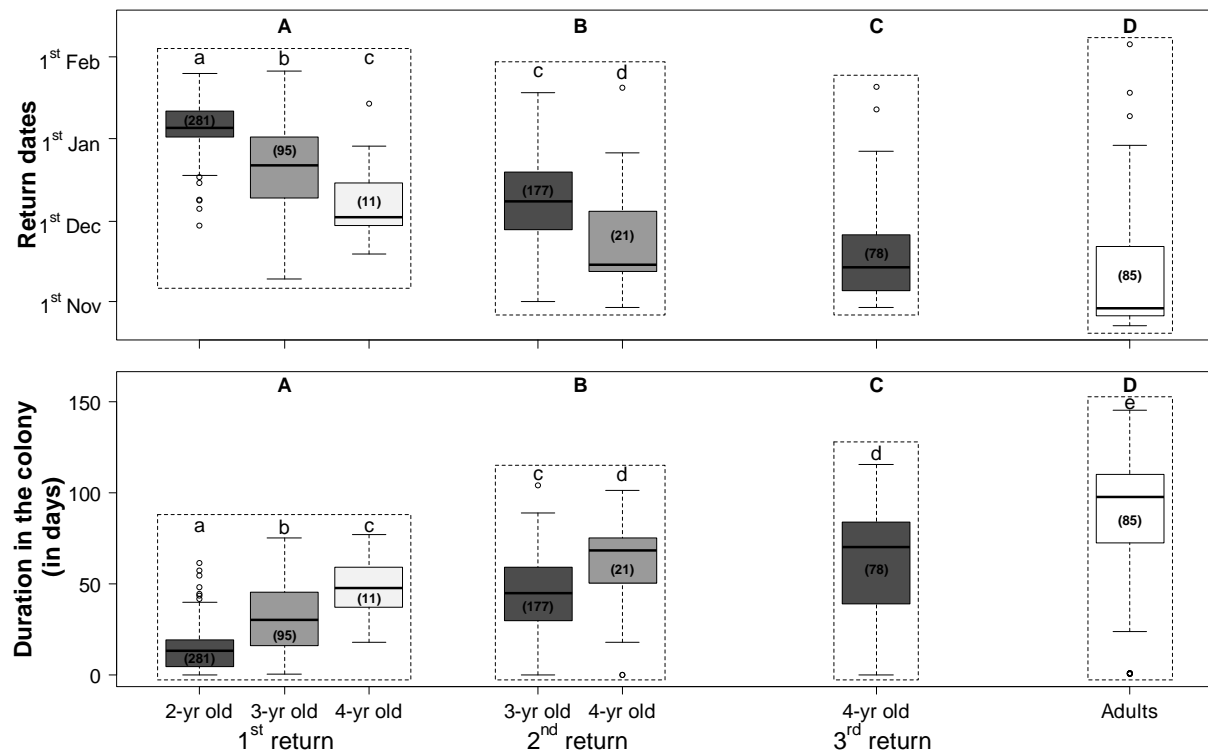 A B C D
Return dates
1st Feb
1st Jan
1st Dec
1st Nov
a b c c d
(281) (95) (11) (177) (21) (78) (85)
A B C D
Duration in the colony
(in days)
150
100
50
0
a b c c d d e
(281) (95) (11) (177) (21) (78) (85)
2-yr old 3-yr old 4-yr old 3-yr old 4-yr old 4-yr old Adults
1st return 2nd return 3rd return